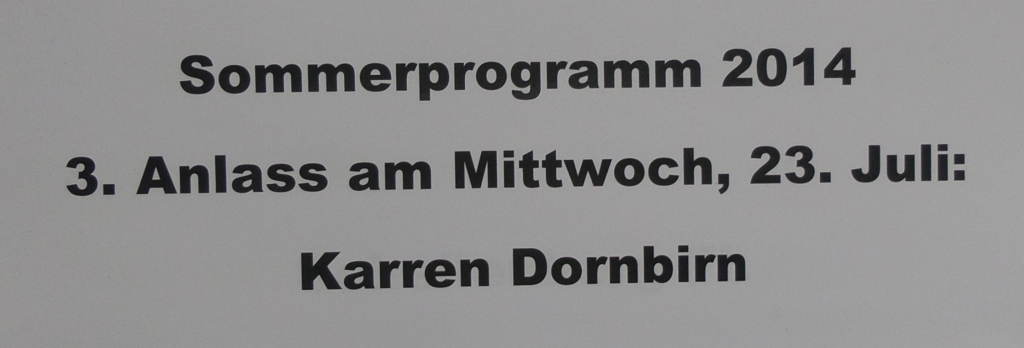 Sommerprogramm 2014
3. Anlass am Mittwoch, 23. Juli:
Karren Dornbirn